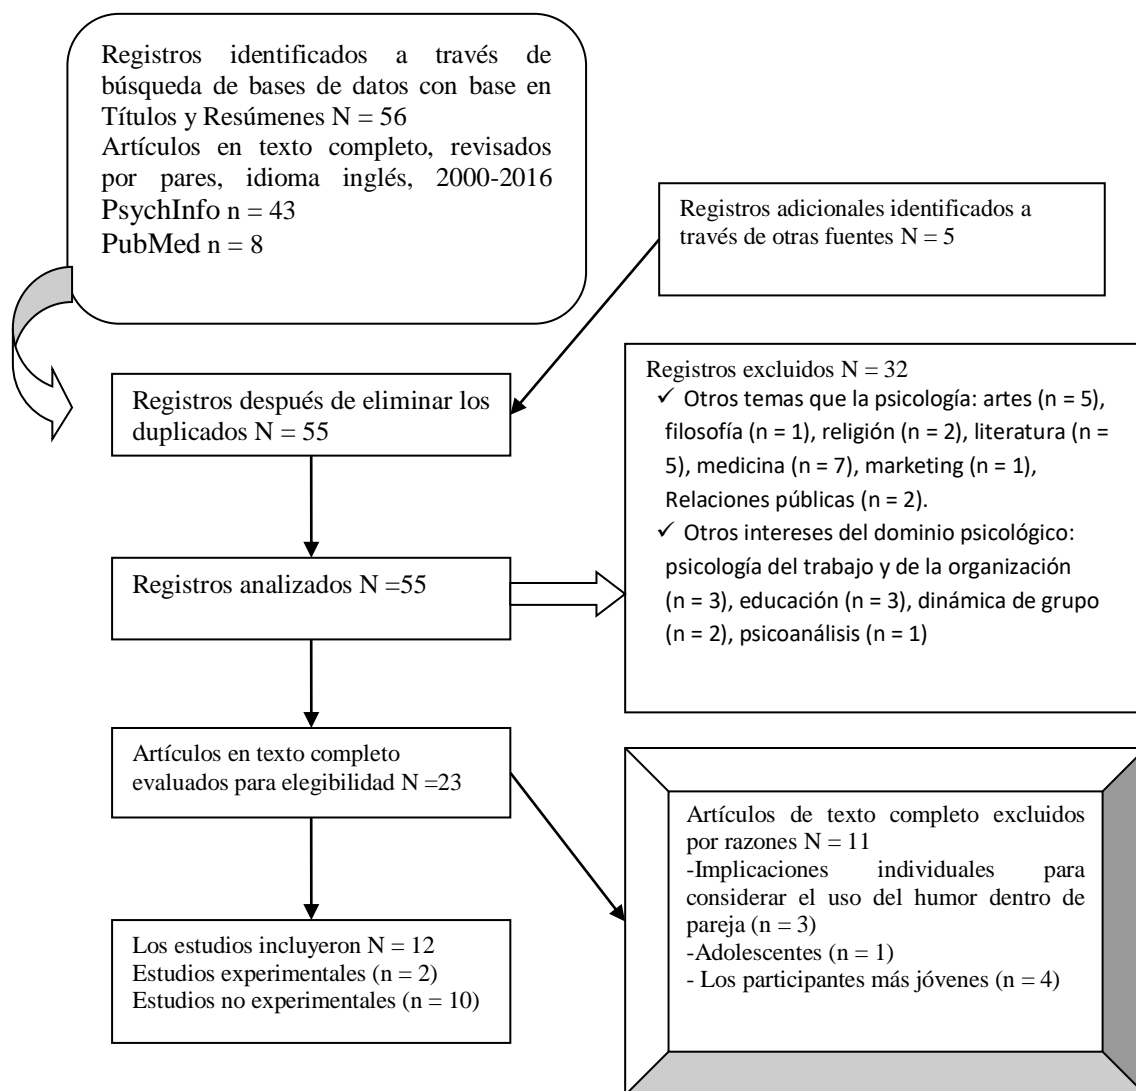 Registros identificados a través de
búsqueda de bases de datos con base en
Títulos y Resúmenes N = 56
Artículos en texto completo, revisados
por pares, idioma inglés, 2000-2016
PsychInfo n = 43
PubMed n = 8
Registros adicionales identificados a
través de otras fuentes N = 5
Registros después de eliminar los
duplicados N = 55
Registros excluidos N = 32
✓ Otros temas que la psicología: artes (n = 5),
filosofía (n = 1), religión (n = 2), literatura (n =
5), medicina (n = 7), marketing (n = 1),
Relaciones públicas (n = 2).
✓ Otros intereses del dominio psicológico:
psicología del trabajo y de la organización
(n = 3), educación (n = 3), dinámica de grupo
(n = 2), psicoanálisis (n = 1)
Registros analizados N =55
Artículos en texto completo
evaluados para elegibilidad N =23
Artículos de texto completo excluidos
por razones N = 11
-Implicaciones individuales para
considerar el uso del humor dentro de
pareja (n = 3)
-Adolescentes (n = 1)
- Los participantes más jóvenes (n = 4)
Los estudios incluyeron N = 12
Estudios experimentales (n = 2)
Estudios no experimentales (n = 10)